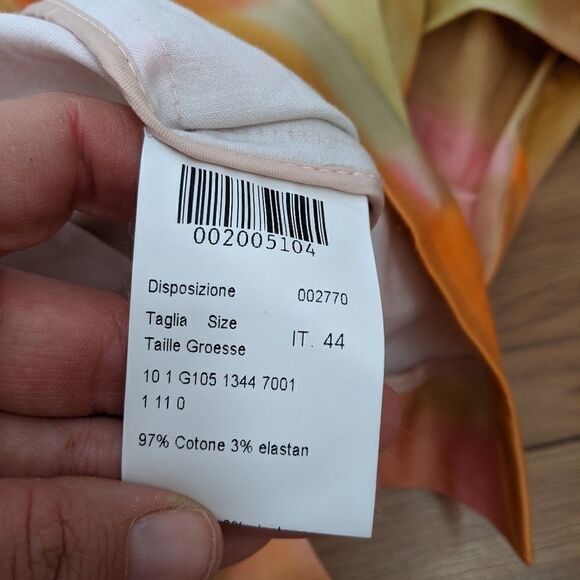 002005104
Disposizione 002770
Taglia Size
IT. 44
Taille Groesse
10 1 G105 1344 7001
1 11 0
97% Cotone 3% elastan